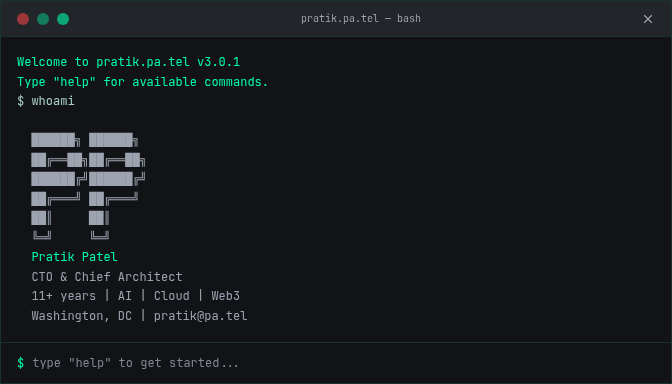 pratik.pa.tel — bash
Welcome to pratik.pa.tel v3.0.1
Type "help" for available commands.
$ whoami
PP
Pratik Patel
CTO & Chief Architect
11+ years | AI | Cloud | Web3
Washington, DC | pratik@pa.tel
$ type "help" to get started...